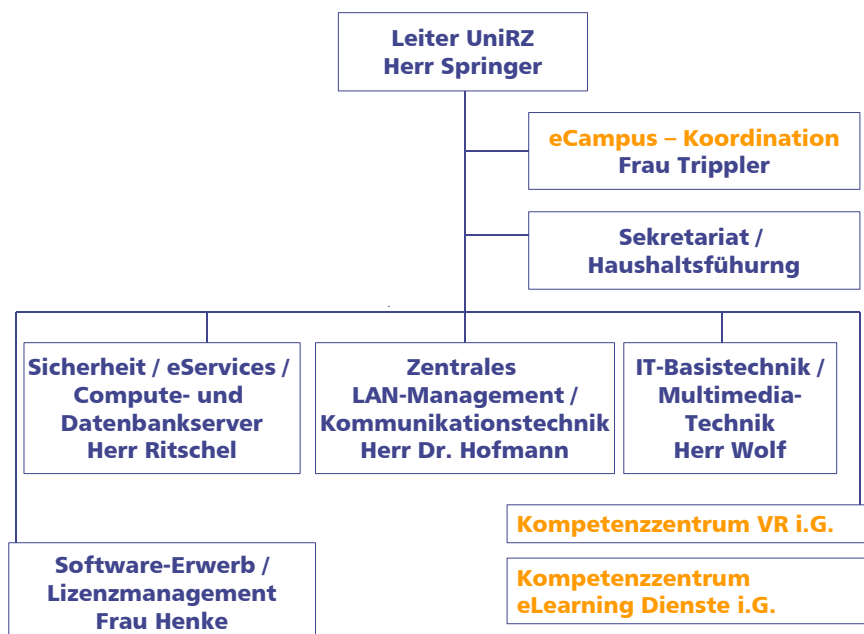 Leiter UniRZ
Herr Springer
eCampus – Koordination
Frau Trippler
Sekretariat /
Haushaltsfühurng
Sicherheit / eServices /
Compute- und
Datenbankserver
Herr Ritschel
Zentrales
LAN-Management /
Kommunikationstechnik
Herr Dr. Hofmann
IT-Basistechnik /
Multimedia-
Technik
Herr Wolf
Kompetenzzentrum VR i.G.
Software-Erwerb /
Lizenzmanagement
Frau Henke
Kompetenzzentrum
eLearning Dienste i.G.